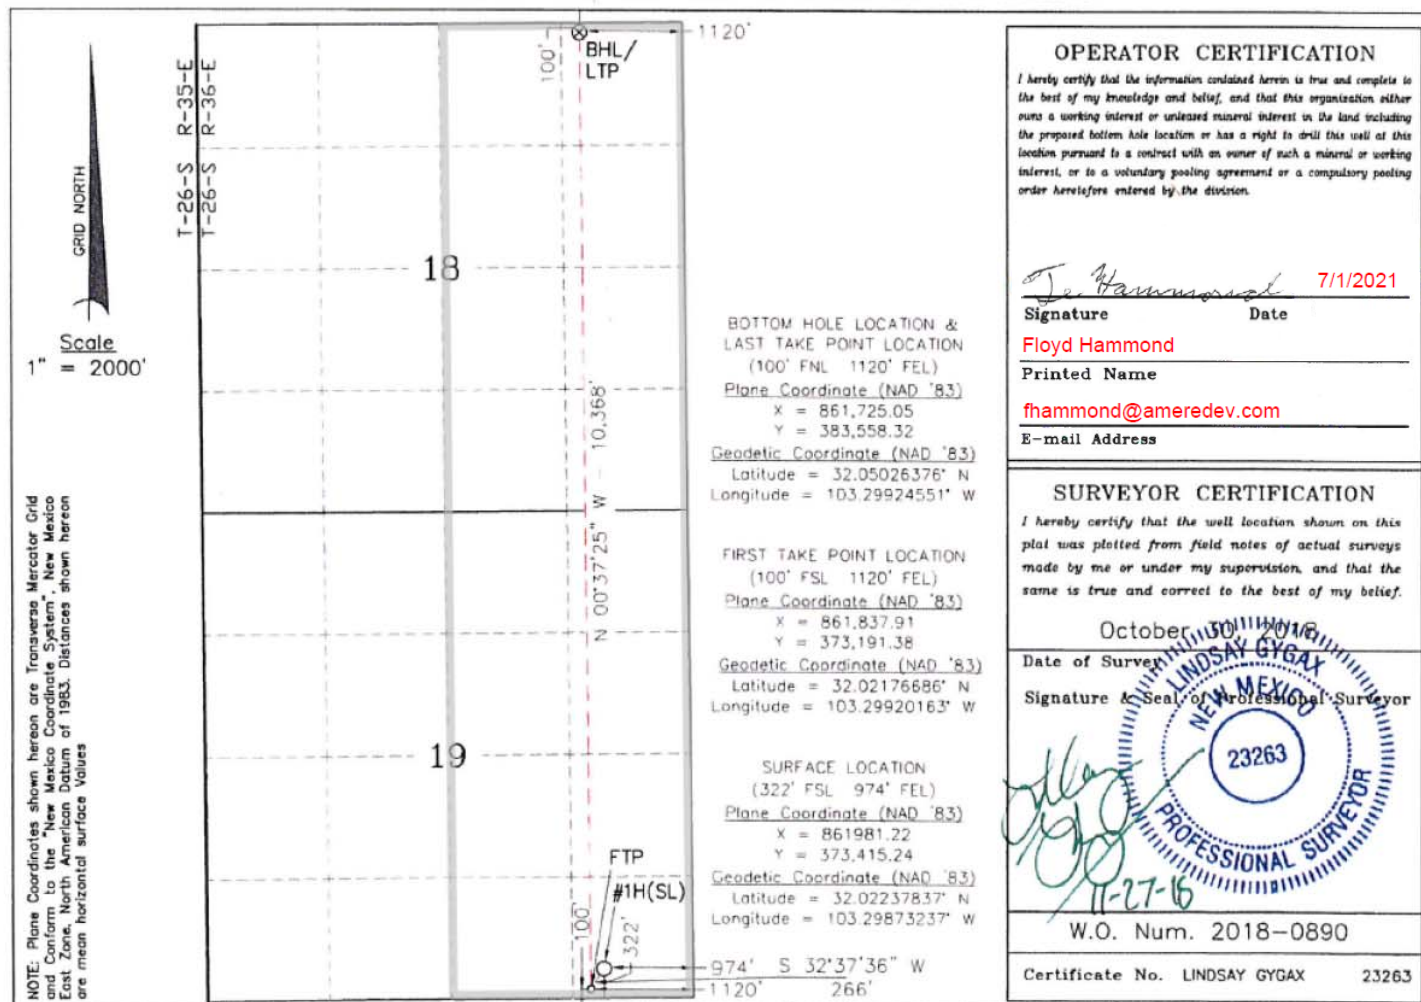 GRID NORTH
Scale
1" = 2000'
NOTE: Plane Coordinates shown hereon are Transverse Mercator Grid
and Conform to the "New Mexico Coordinate System", New Mexico
East Zone, North American Datum of 1983. Distances shown hereon
are mean horizontal surface values
T-26-S R-35-E
T-26-S R-36-E
100'
BHL/
LTP
1120'
18
N 00°37'25" W 10,368'
19
FTP
#1H(SL)
100'
322'
974' S 32°37'36" W
1120' 266'
BOTTOM HOLE LOCATION &
LAST TAKE POINT LOCATION
(100' FNL 1120' FEL)
Plane Coordinate (NAD '83)
X = 861,725.05
Y = 383,558.32
Geodetic Coordinate (NAD '83)
Latitude = 32.05026376° N
Longitude = 103.29924551° W
FIRST TAKE POINT LOCATION
(100' FSL 1120' FEL)
Plane Coordinate (NAD '83)
X = 861,837.91
Y = 373,191.38
Geodetic Coordinate (NAD '83)
Latitude = 32.02176686° N
Longitude = 103.29920163° W
SURFACE LOCATION
(322' FSL 974' FEL)
Plane Coordinate (NAD '83)
X = 861981.22
Y = 373,415.24
Geodetic Coordinate (NAD '83)
Latitude = 32.02237837° N
Longitude = 103.29873237° W
OPERATOR CERTIFICATION
I hereby certify that the information contained herein is true and complete to
the best of my knowledge and belief, and that this organization either
owns a working interest or unleased mineral interest in the land including
the proposed bottom hole location or has a right to drill this well at this
location pursuant to a contract with an owner of such a mineral or working
interest, or to a voluntary pooling agreement or a compulsory pooling
order heretofore entered by the division.
Hammond 7/1/2021
Signature Date
Floyd Hammond
Printed Name
fhammond@ameredev.com
E-mail Address
SURVEYOR CERTIFICATION
I hereby certify that the well location shown on this
plat was plotted from field notes of actual surveys
made by me or under my supervision, and that the
same is true and correct to the best of my belief.
October 30, 2018
Date of Survey
Signature & Seal of Professional Surveyor
LINDSAY GYGAX
NEW MEXICO
23263
PROFESSIONAL SURVEYOR
11-27-18
W.O. Num. 2018-0890
Certificate No. LINDSAY GYGAX 23263